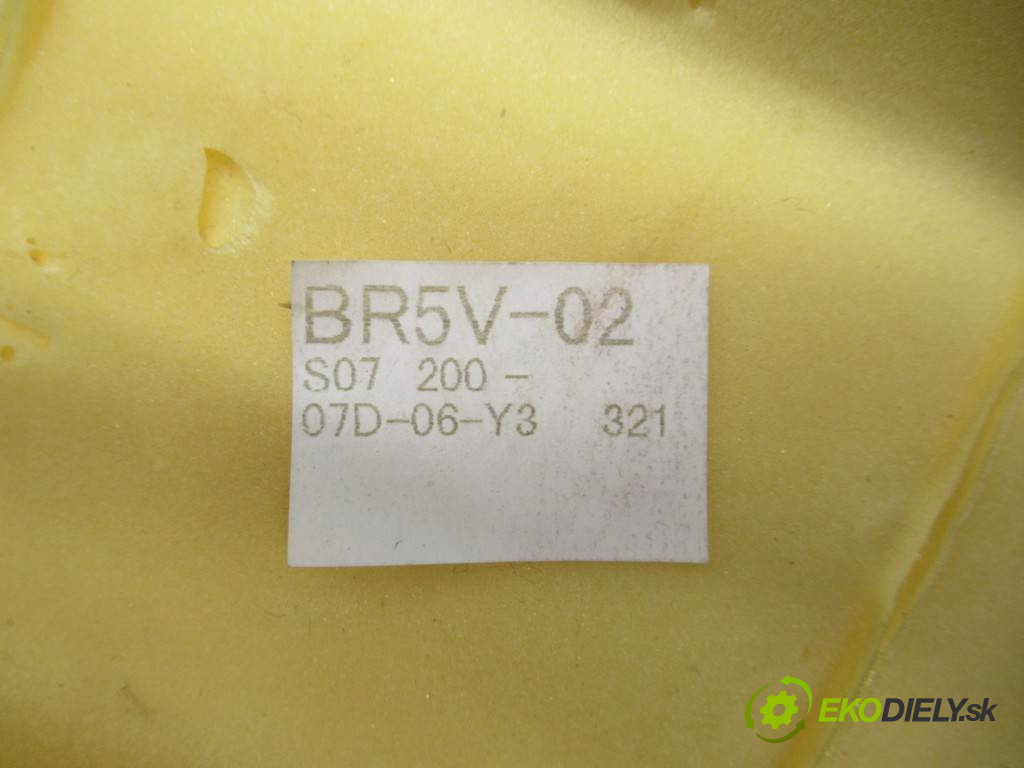 BR5V-02
S07 200-
07D-06-Y3 321
EKODIELY.sk